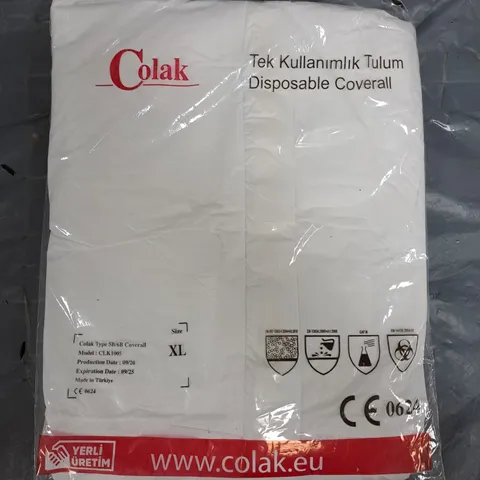 Colak
Tek Kullanımlık Tulum
Disposable Coverall
Size
XL
Colak Type 5B/6B Coverall
Model : CLK1005
Production Date : 09/20
Expiration Date : 09/25
Made in Türkiye
CE 0624
CE 0624
YERLİ
ÜRETİM
www.colak.eu